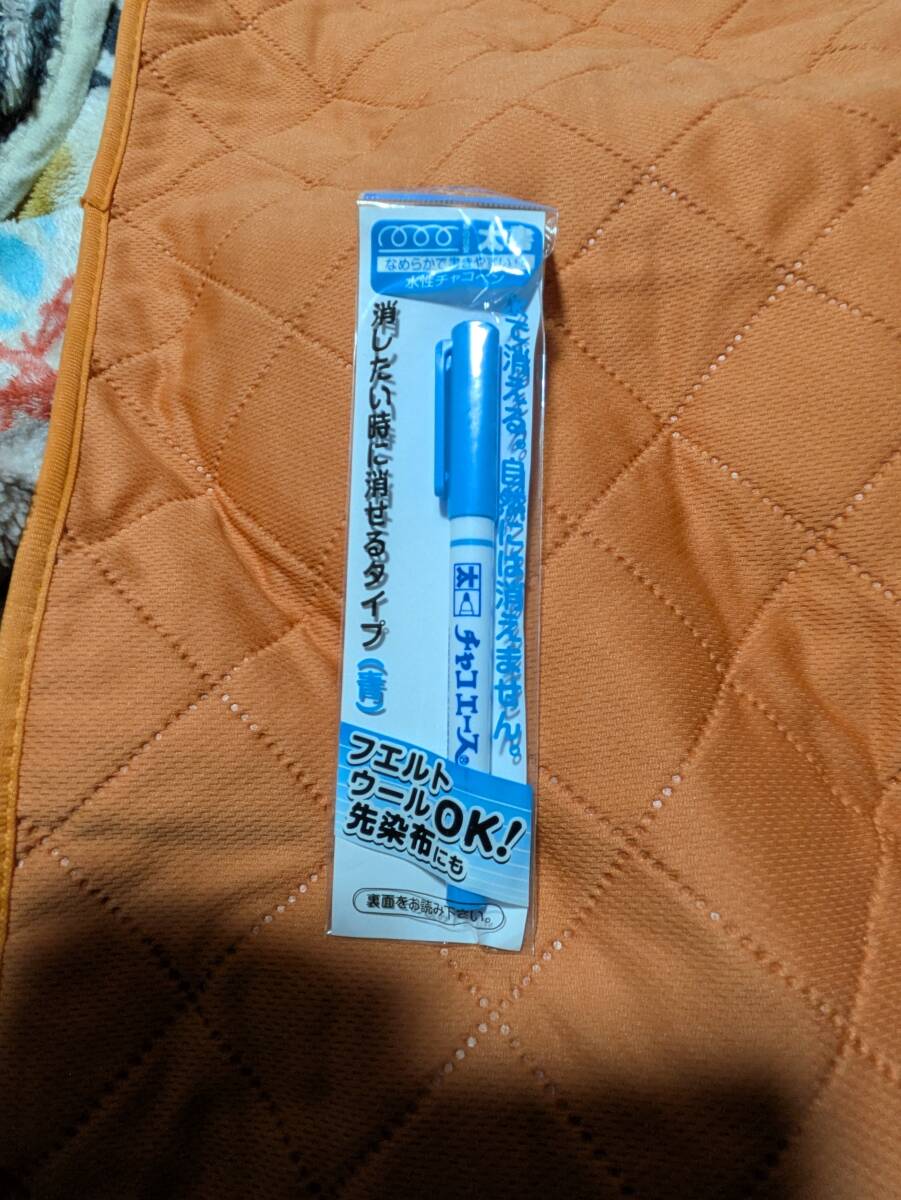 太書
なめらかで書きやすい!
水性チャコペン
消したい時に消せるタイプ(青)
で消える。自然には消えません。
太 チャコエース®
フエルト
ウール OK!
先染布にも
裏面をお読み下さい。